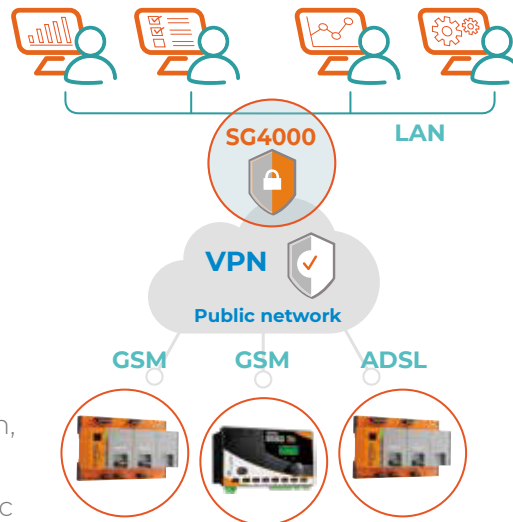 SG4000
LAN
VPN
Public network
GSM GSM ADSL
n,
c